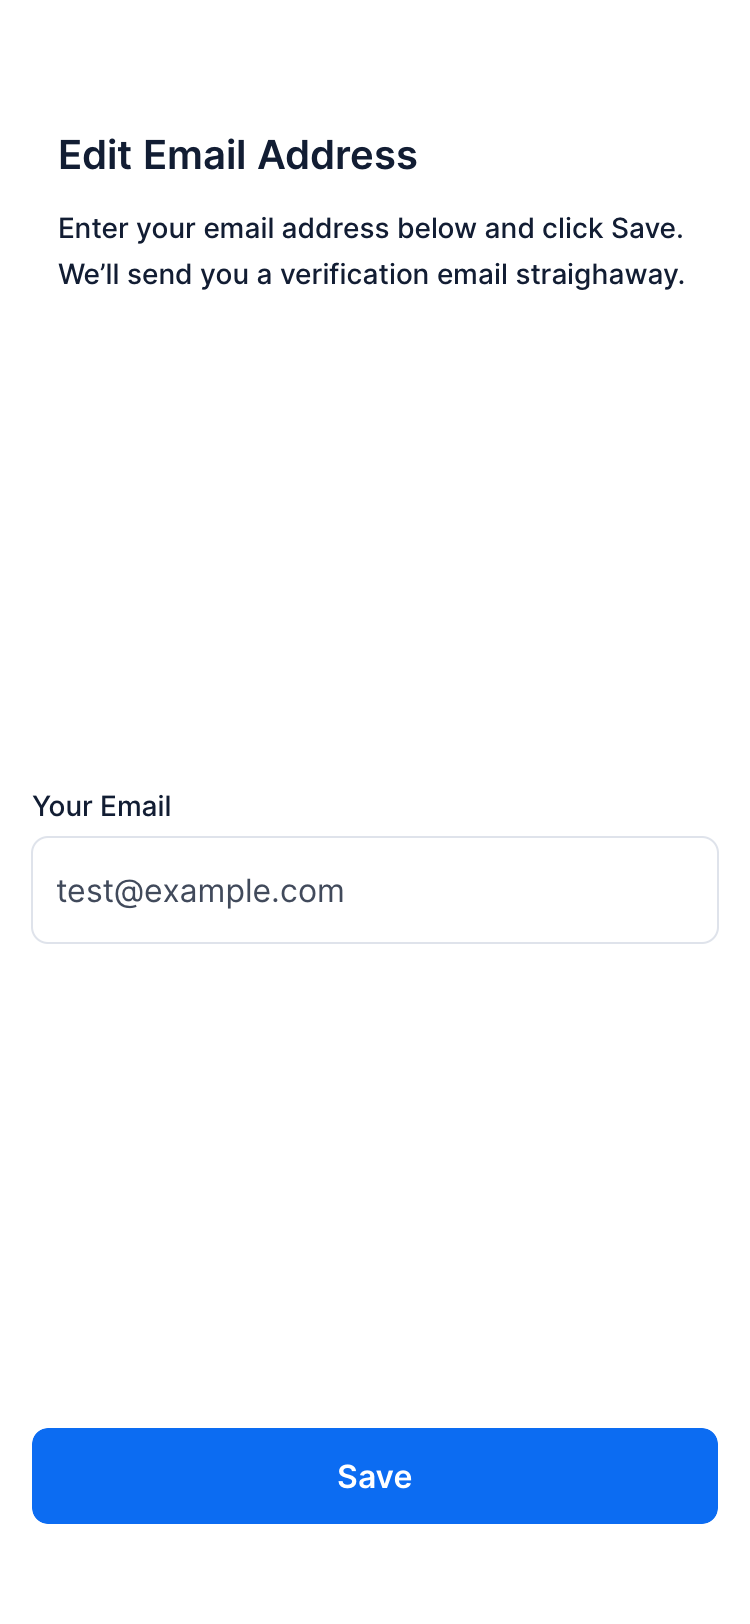 Edit Email Address
Enter your email address below and click Save.
We’ll send you a verification email straighaway.
Your Email
test@example.com
Save